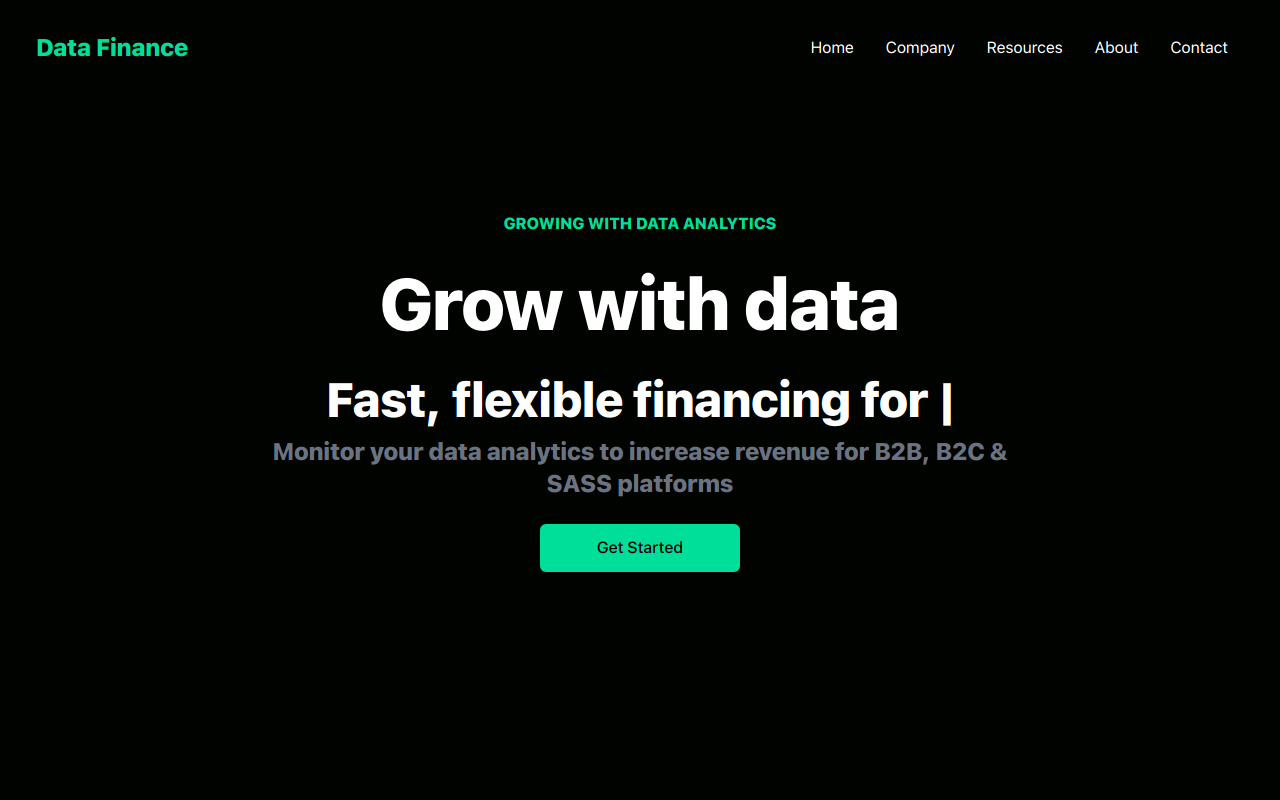 Data Finance
Home Company Resources About Contact
GROWING WITH DATA ANALYTICS
Grow with data
Fast, flexible financing for |
Monitor your data analytics to increase revenue for B2B, B2C &
SASS platforms
Get Started